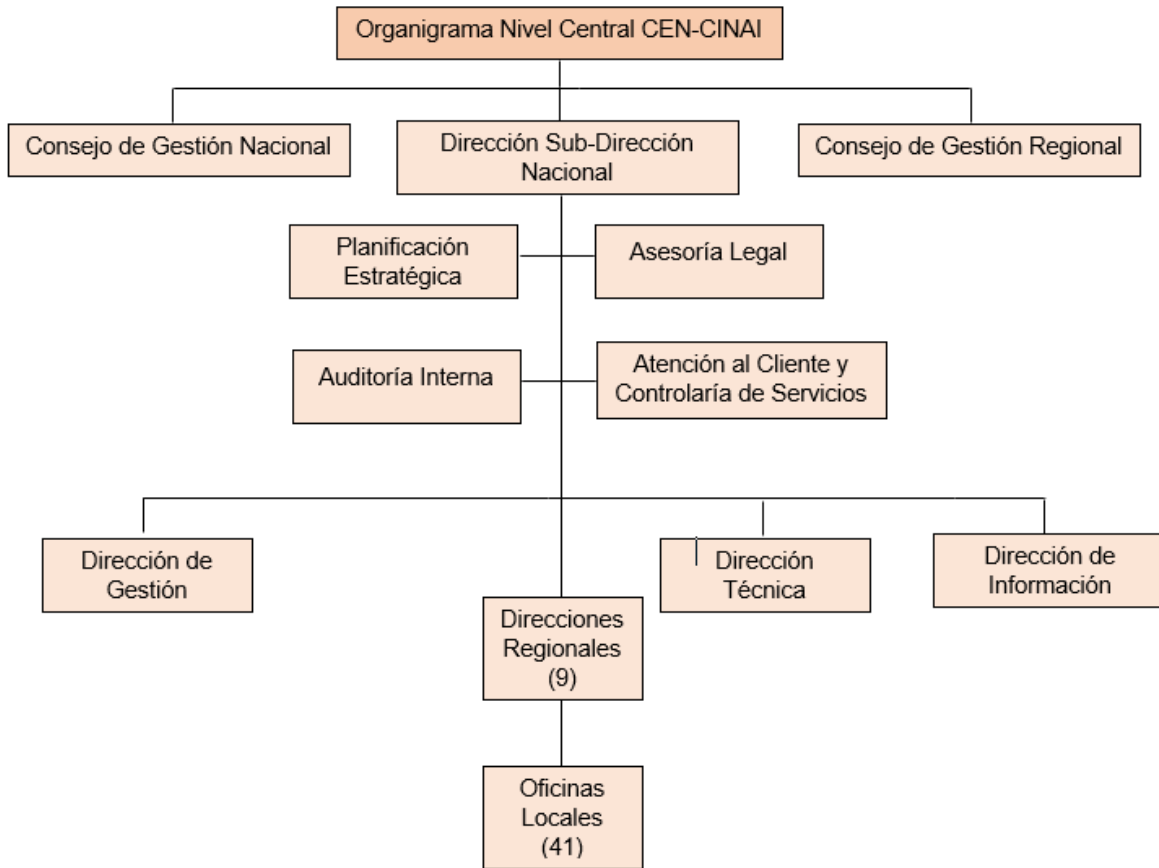 Organigrama Nivel Central CEN-CINAI
Consejo de Gestión Nacional
Dirección Sub-Dirección
Nacional
Consejo de Gestión Regional
Planificación
Estratégica
Asesoría Legal
Auditoría Interna
Atención al Cliente y
Controlaría de Servicios
Dirección de
Gestión
Dirección
Técnica
Dirección de
Información
Direcciones
Regionales
(9)
Oficinas
Locales
(41)